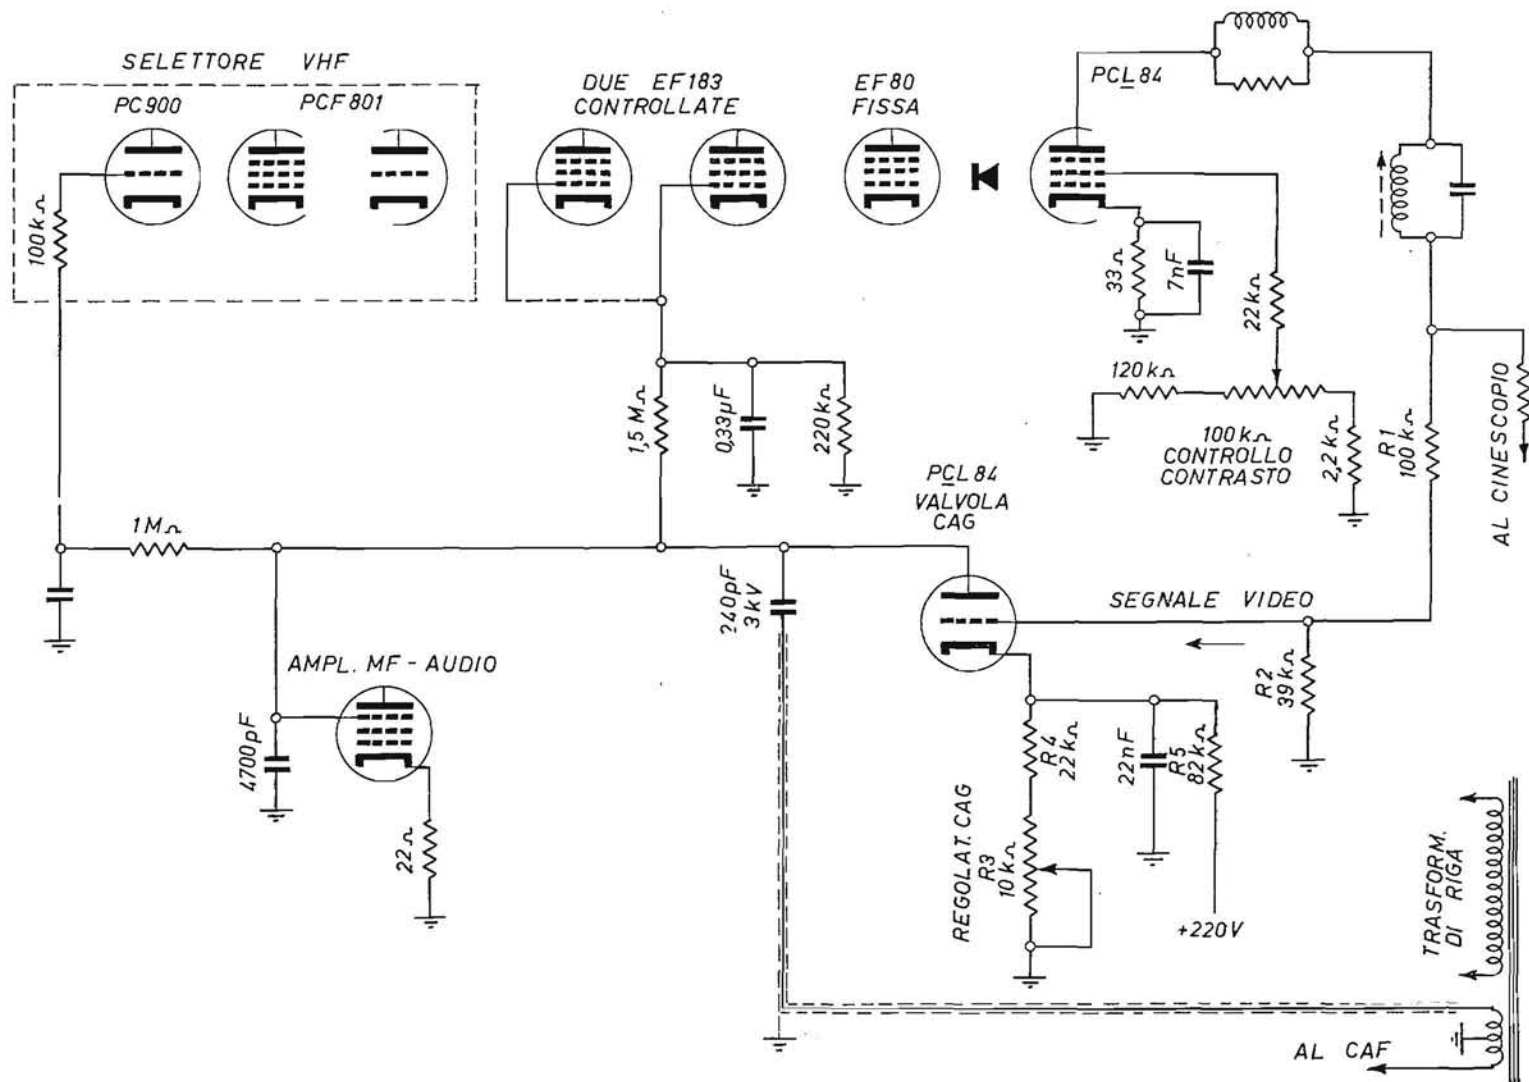 SELETTORE VHF
PC900
PCF801
100kΩ
DUE EF183
CONTROLLATE
EF80
FISSA
PCL84
33Ω
7nF
22kΩ
120kΩ
100kΩ
CONTROLLO
CONTRASTO
2,2kΩ
R1
100kΩ
AL CINESCOPIO
1,5MΩ
0,33µF
220kΩ
1MΩ
240pF
3kV
PCL84
VALVOLA
CAG
SEGNALE VIDEO
R2
39kΩ
AMPL. MF-AUDIO
4700pF
22Ω
R4
22kΩ
22nF
R5
82kΩ
REGOLAT. CAG
R3
10kΩ
+220V
TRASFORM.
DI RIGA
AL CAF